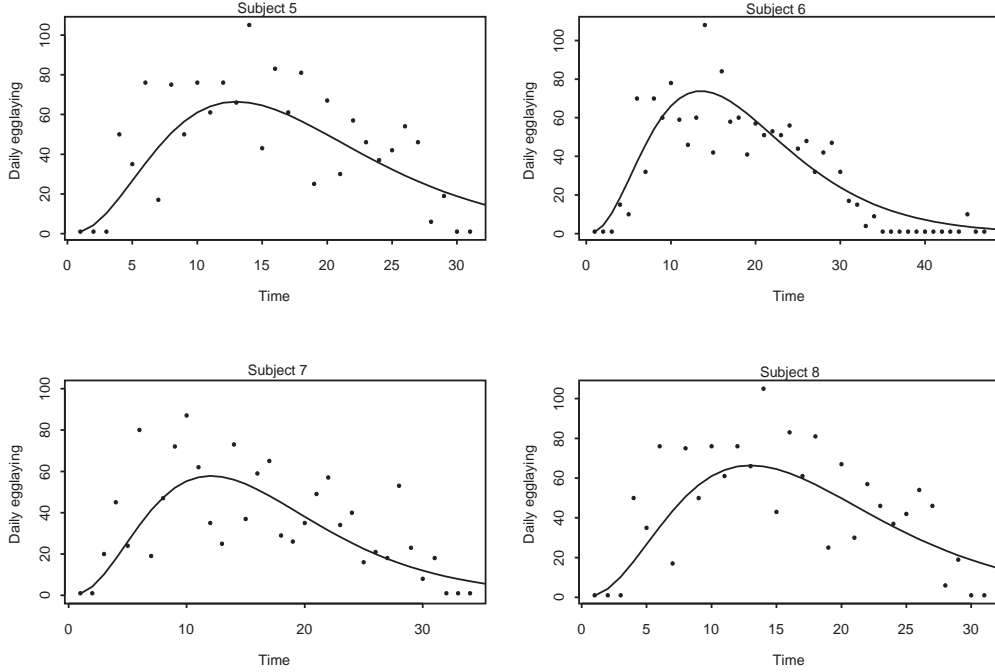 Subject 5
Daily egglaying
0 20 40 60 80 100
0 5 10 15 20 25 30
Time
Subject 6
Daily egglaying
0 20 40 60 80 100
0 10 20 30 40
Time
Subject 7
Daily egglaying
0 20 40 60 80 100
0 10 20 30
Time
Subject 8
Daily egglaying
0 20 40 60 80 100
0 5 10 15 20 25 30
Time